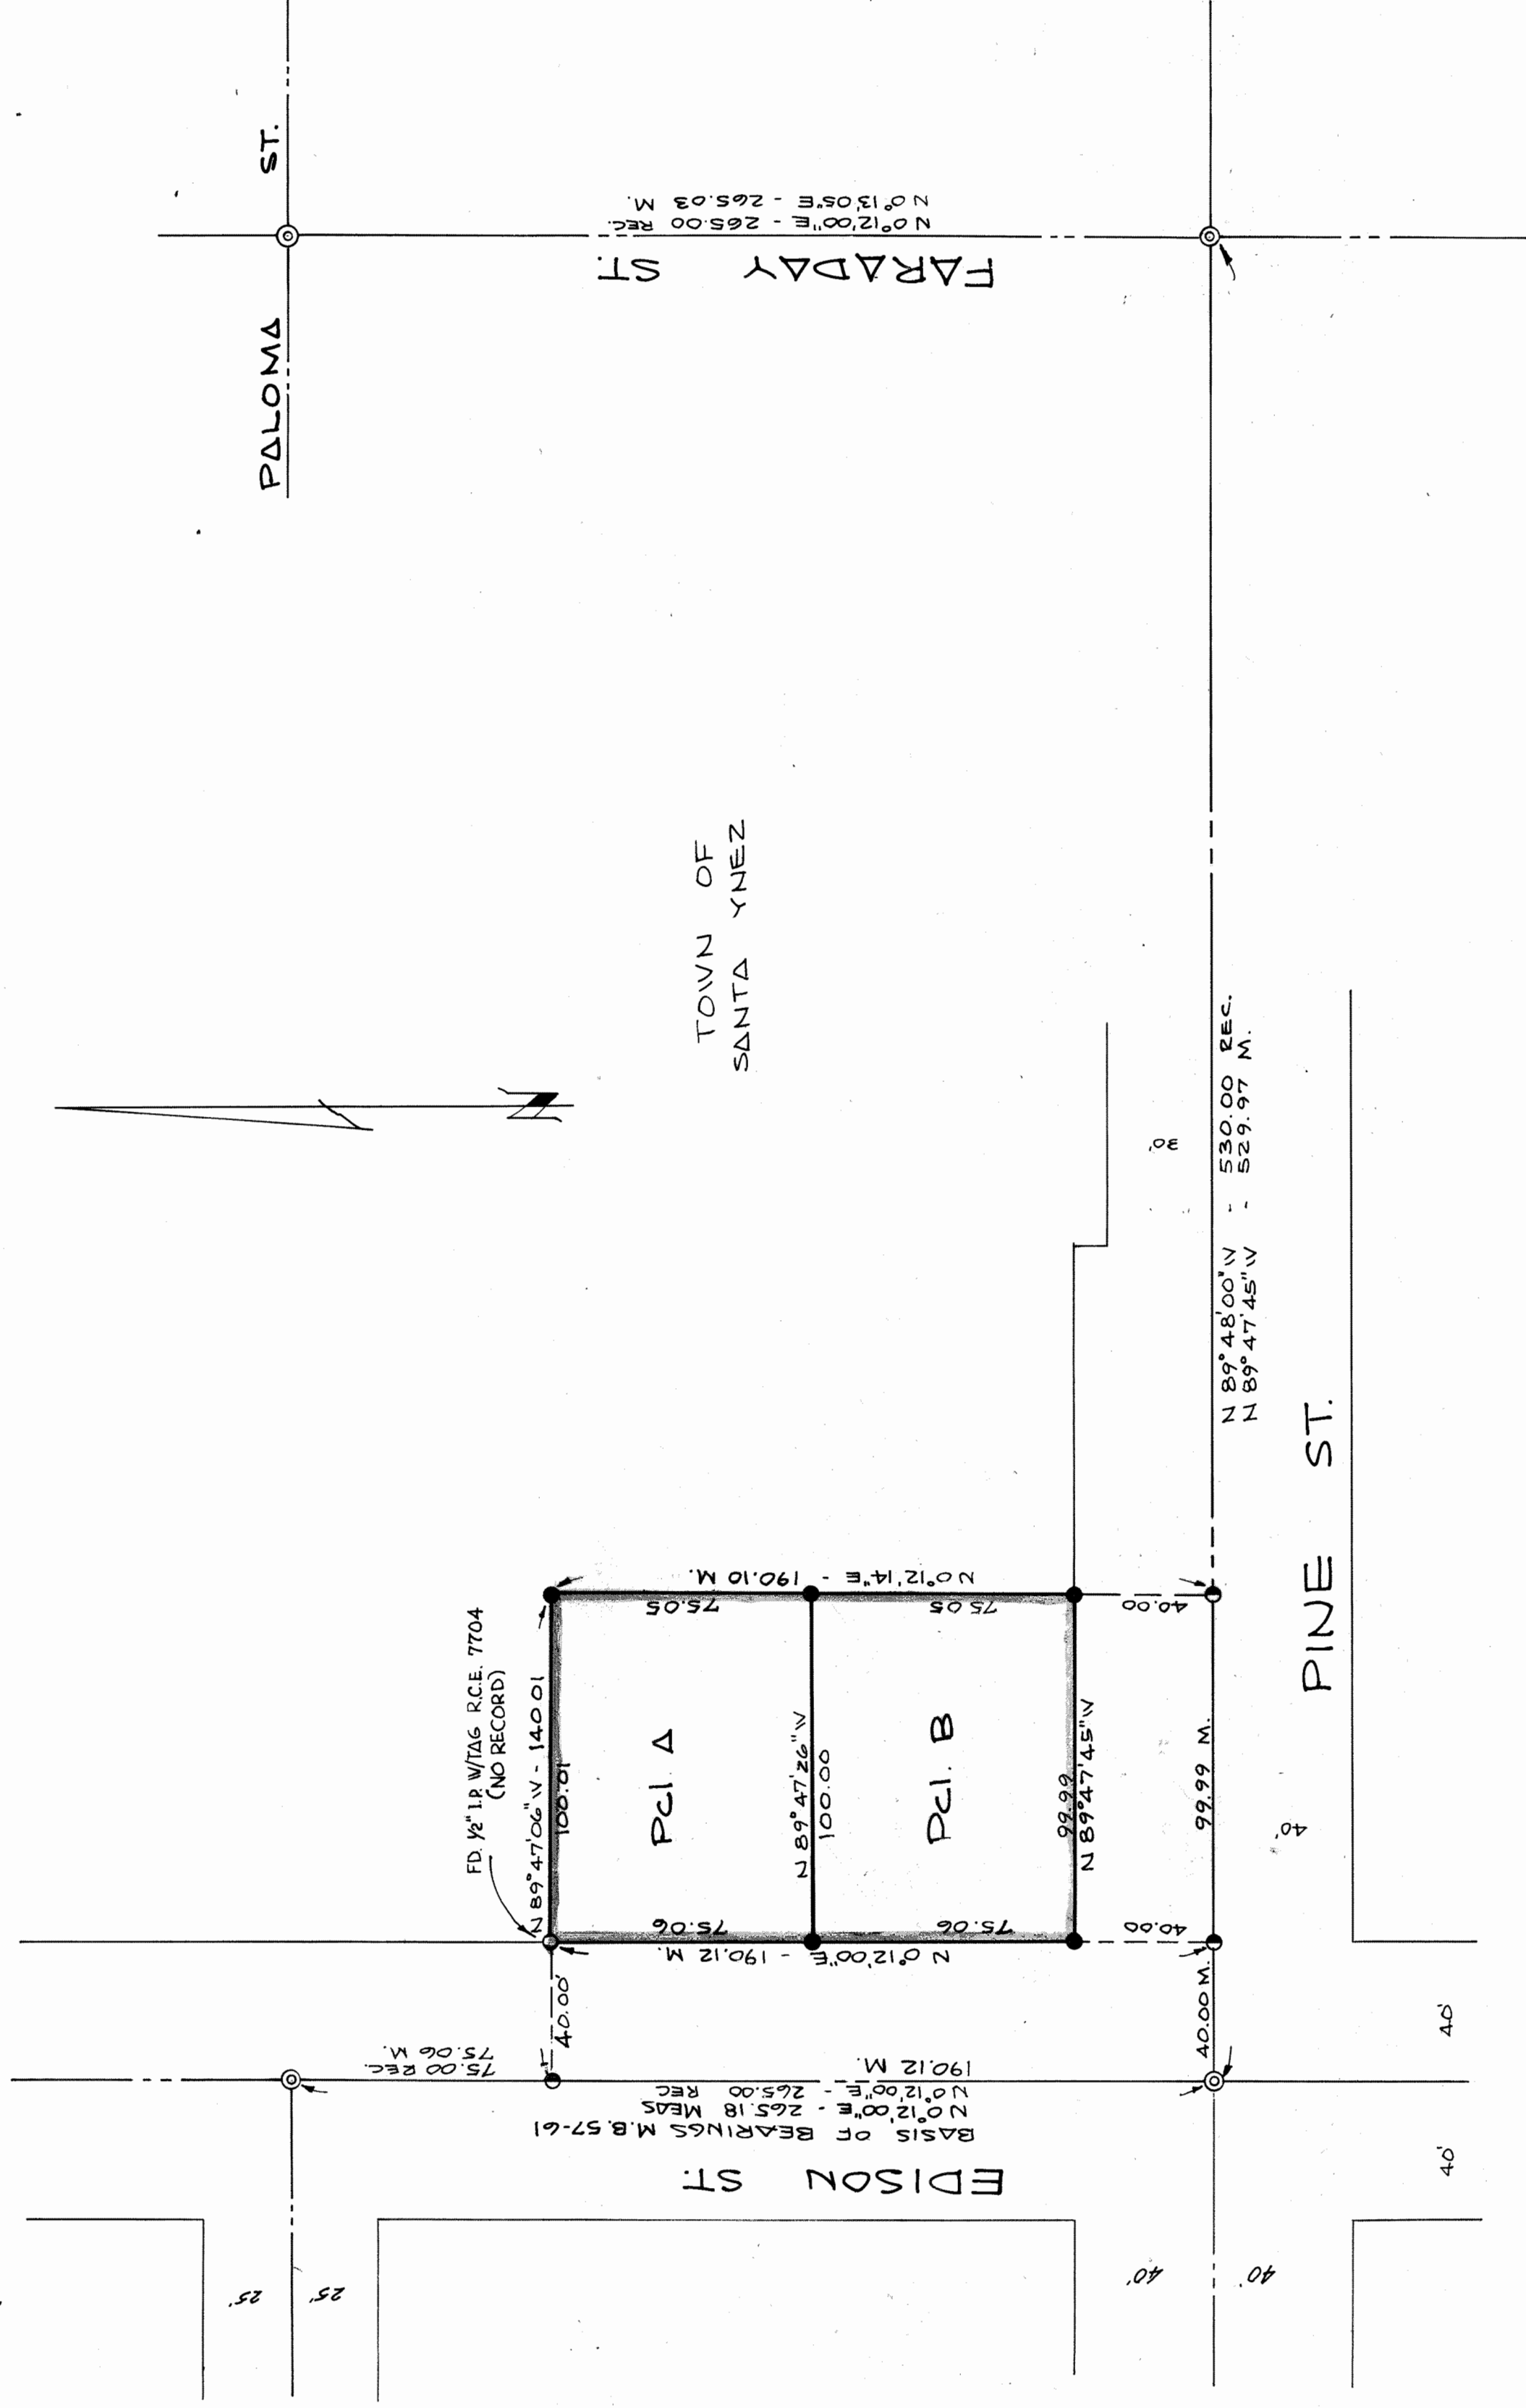 PALOMA ST.
N 0°13'05"E - 265.03 M.
N 0°12'00"E - 265.00 REC.
FARADAY ST.
TOWN OF
SANTA YNEZ
N
30'
N 89°48'00"W - 530.00 REC.
N 89°47'45"W - 529.97 M.
PINE ST.
FD. 1/2" I.P. W/TAG R.C.E. 7704
(NO RECORD)
N 89°47'06"W - 140.01
100.01
N 0°12'14"E - 190.10 M.
75.05
75.05
40.00
Pcl. A
N 89°47'26"W
100.00
Pcl. B
99.99
N 89°47'45"W
99.99 M.
40'
75.06
75.06
40.00
N 0°12'00"E - 190.12 M.
40.00'
40.00 M.
40'
75.06 M.
75.00 REC.
190.12 M.
N 0°12'00"E - 265.00 REC
N 0°12'00"E - 265.18 MEAS
BASIS OF BEARINGS M.B. 57-61
EDISON ST.
40'
25'
25'
40'
40'